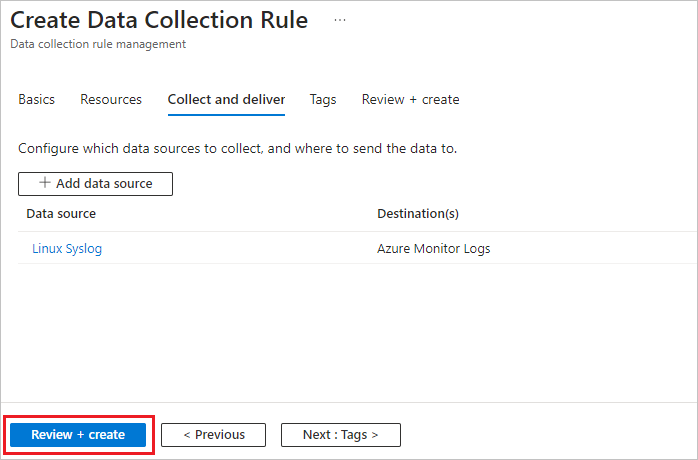 Create Data Collection Rule ...
Data collection rule management
Basics Resources Collect and deliver Tags Review + create
Configure which data sources to collect, and where to send the data to.
+ Add data source
Data source Destination(s)
Linux Syslog Azure Monitor Logs
Review + create < Previous Next : Tags >